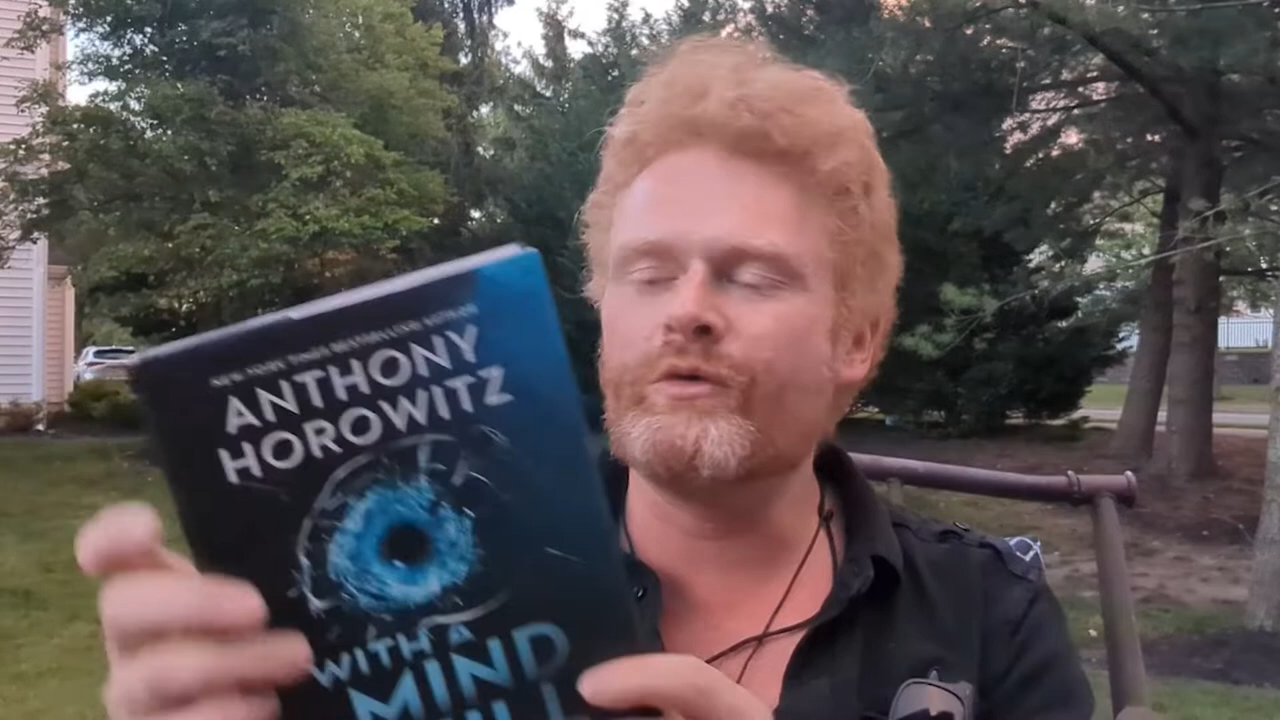 NEW YORK TIMES BESTSELLING AUTHOR
ANTHONY
HOROWITZ
WITH A
MIND